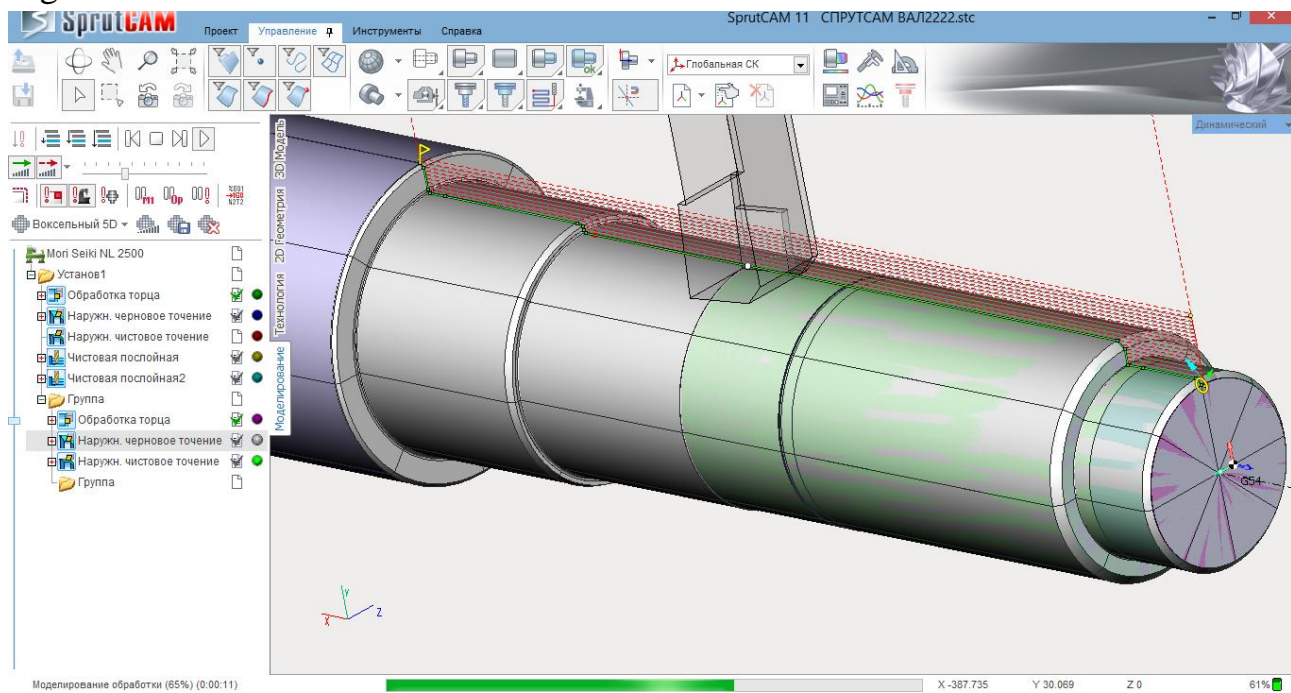 SprutCAM
SprutCAM 11 СПРУТСАМ ВАЛ2222.stc
Проект Управление Инструменты Справка
Глобальная СК
Динамический
3D Модель
2D Геометрия
Технология
Моделирование
M1 Op
Воксельный 5D
Mori Seiki NL 2500
Установ1
Обработка торца
Наружн. черновое точение
Наружн. чистовое точение
Чистовая послойная
Чистовая послойная2
Группа
Обработка торца
Наружн. черновое точение
Наружн. чистовое точение
Группа
G54
Y
X
Z
Моделирование обработки (65%) (0:00:11) X -387.735 Y 30.069 Z 0 61%